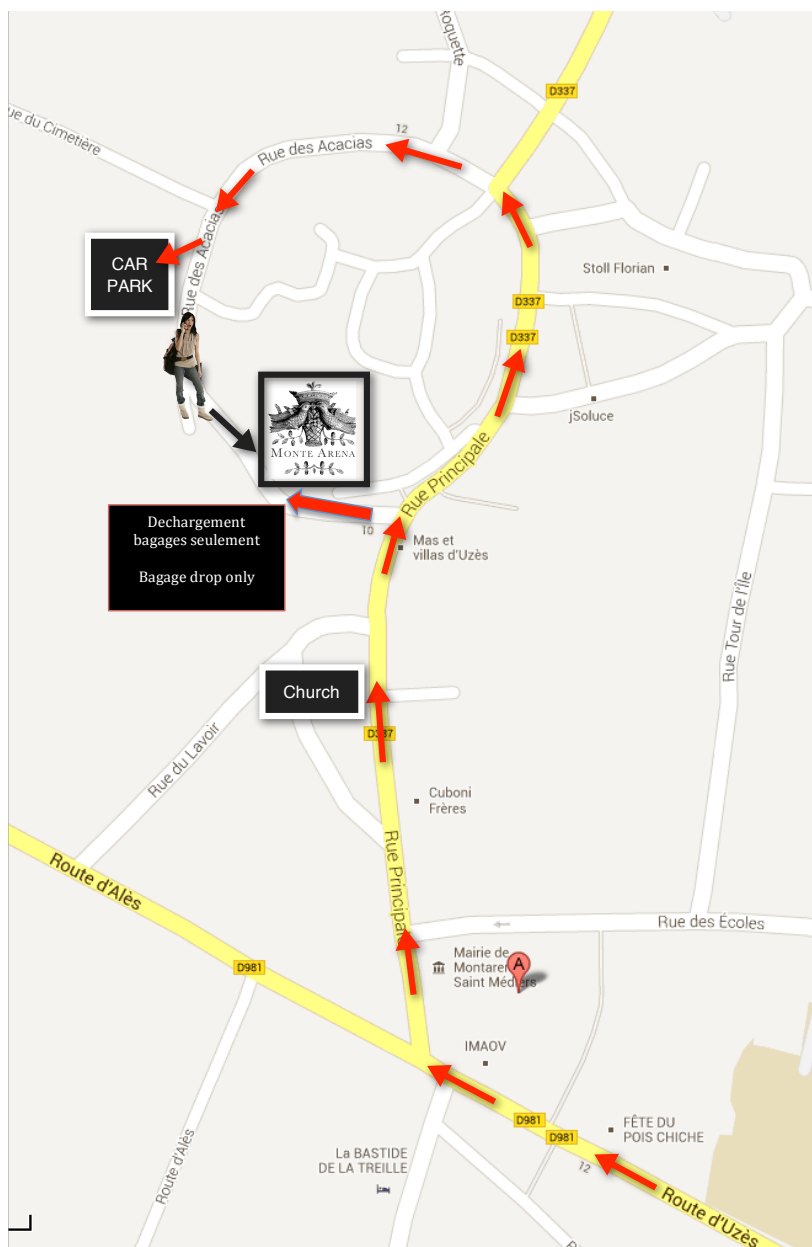 Roquette
D337
ue du Cimetière
12
Rue des Acacias
CAR
PARK
Rue des Acacias
Stoll Florian
D337
D337
jSoluce
MONTE ARENA
Rue Principale
Dechargement
bagages seulement
Bagage drop only
10
Mas et
villas d'Uzès
Rue Tour de l'Île
Church
D337
Rue du Lavoir
Cuboni
Frères
Rue Principale
Route d'Alès
Rue des Écoles
D981
Mairie de
Montaren
Saint Médiers
A
IMAOV
D981
D981
FÊTE DU
POIS CHICHE
Route d'Alès
La BASTIDE
DE LA TREILLE
12
Route d'Uzès